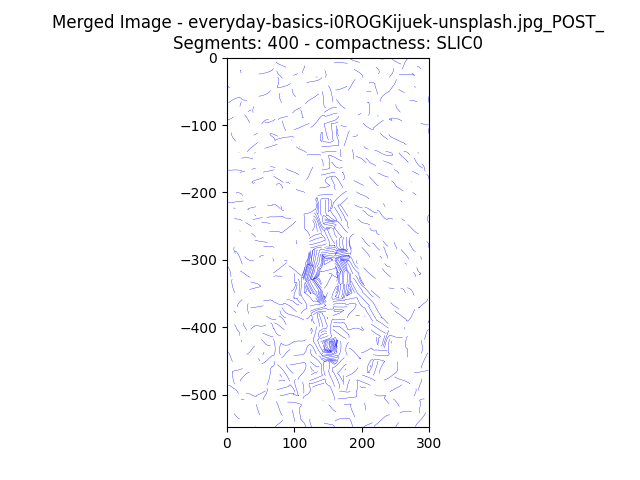 Merged Image - everyday-basics-i0ROGKijuek-unsplash.jpg_POST_
Segments: 400 - compactness: SLIC0
0
−100
−200
−300
−400
−500
0 100 200 300